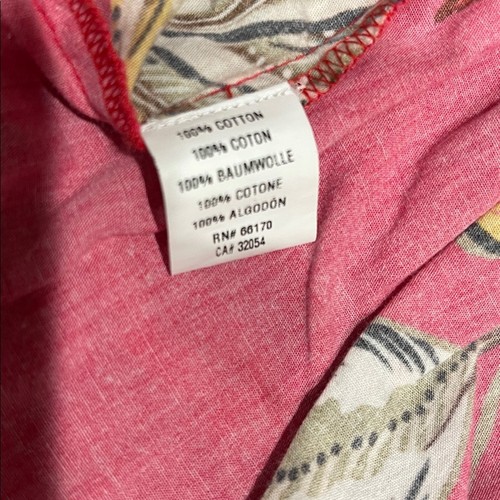 100% COTTON
100% COTON
100% BAUMWOLLE
100% COTONE
100% ALGODÓN
RN# 66170
CA# 32054